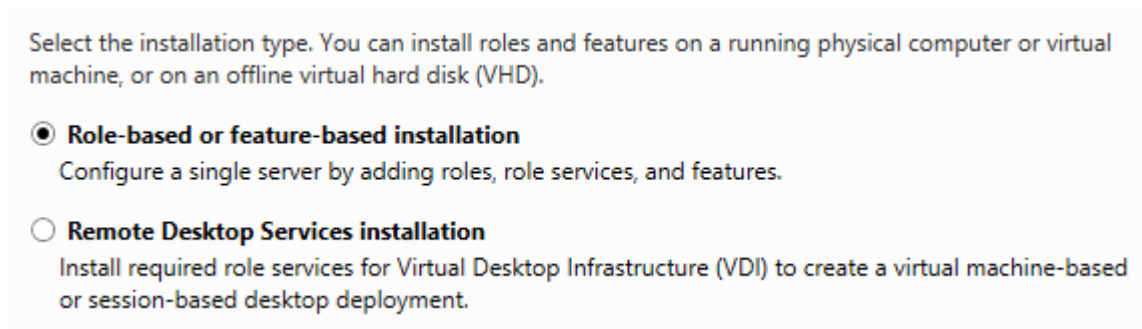 Select the installation type. You can install roles and features on a running physical computer or virtual
machine, or on an offline virtual hard disk (VHD).
Role-based or feature-based installation
Configure a single server by adding roles, role services, and features.
Remote Desktop Services installation
Install required role services for Virtual Desktop Infrastructure (VDI) to create a virtual machine-based
or session-based desktop deployment.